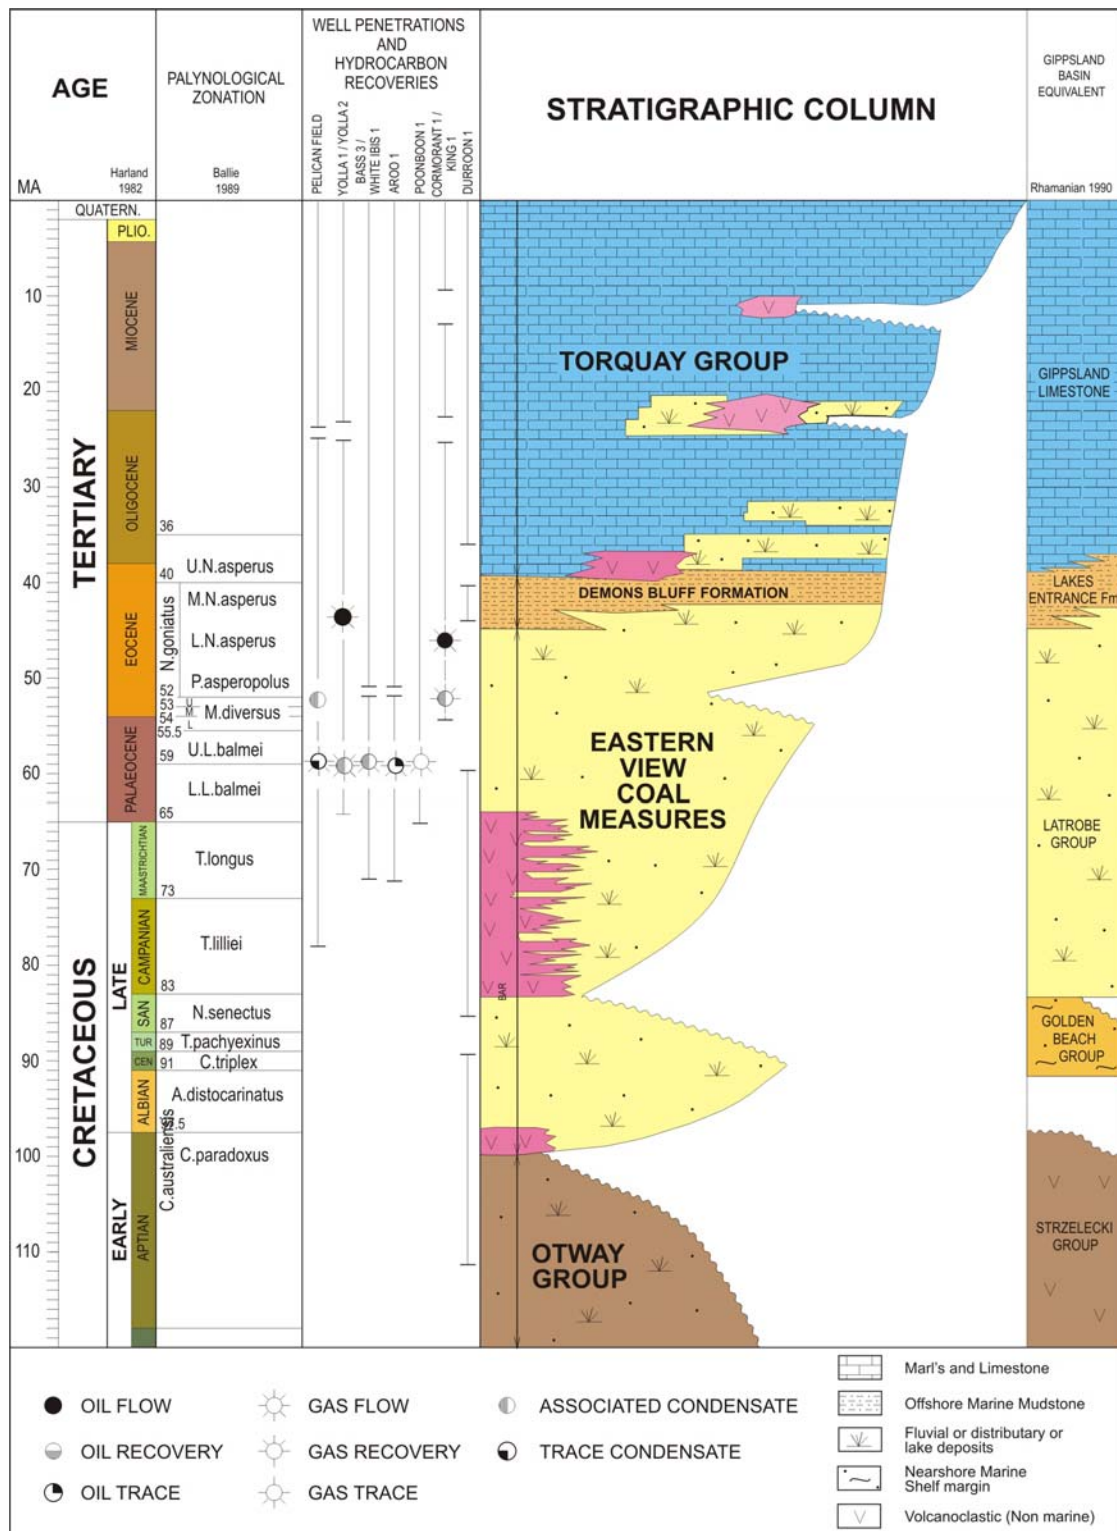 AGE
PALYNOLOGICAL
ZONATION
WELL PENETRATIONS
AND
HYDROCARBON
RECOVERIES
STRATIGRAPHIC COLUMN
GIPPSLAND
BASIN
EQUIVALENT
MA
Harland
1982
Ballie
1989
PELICAN FIELD
YOLLA 1 / YOLLA 2
BASS 3 /
WHITE IBIS 1
AROO 1
POONBOON 1
CORMORANT 1 /
KING 1
DURROON 1
Rhamanian 1990
QUATERN.
PLIO.
MIOCENE
OLIGOCENE
EOCENE
PALAEOCENE
MAASTRICHTIAN
CAMPANIAN
SAN
TUR
CEN
ALBIAN
APTIAN
TERTIARY
CRETACEOUS
LATE
EARLY
10
20
30
40
50
60
70
80
90
100
110
36
40
52
53
54
55.5
59
65
73
83
87
89
91
U.N.asperus
M.N.asperus
L.N.asperus
N.goniatus
P.asperopolus
U
M
L
M.diversus
U.L.balmei
L.L.balmei
T.longus
T.lilliei
N.senectus
T.pachyexinus
C.triplex
A.distocarinatus
C.paradoxus
C.australiensis
TORQUAY GROUP
DEMONS BLUFF FORMATION
EASTERN
VIEW
COAL
MEASURES
BAR
OTWAY
GROUP
GIPPSLAND
LIMESTONE
LAKES
ENTRANCE Fm
LATROBE
GROUP
GOLDEN
BEACH
GROUP
STRZELECKI
GROUP
OIL FLOW
GAS FLOW
ASSOCIATED CONDENSATE
OIL RECOVERY
GAS RECOVERY
TRACE CONDENSATE
OIL TRACE
GAS TRACE
Marl's and Limestone
Offshore Marine Mudstone
Fluvial or distributary or
lake deposits
Nearshore Marine
Shelf margin
Volcanoclastic (Non marine)